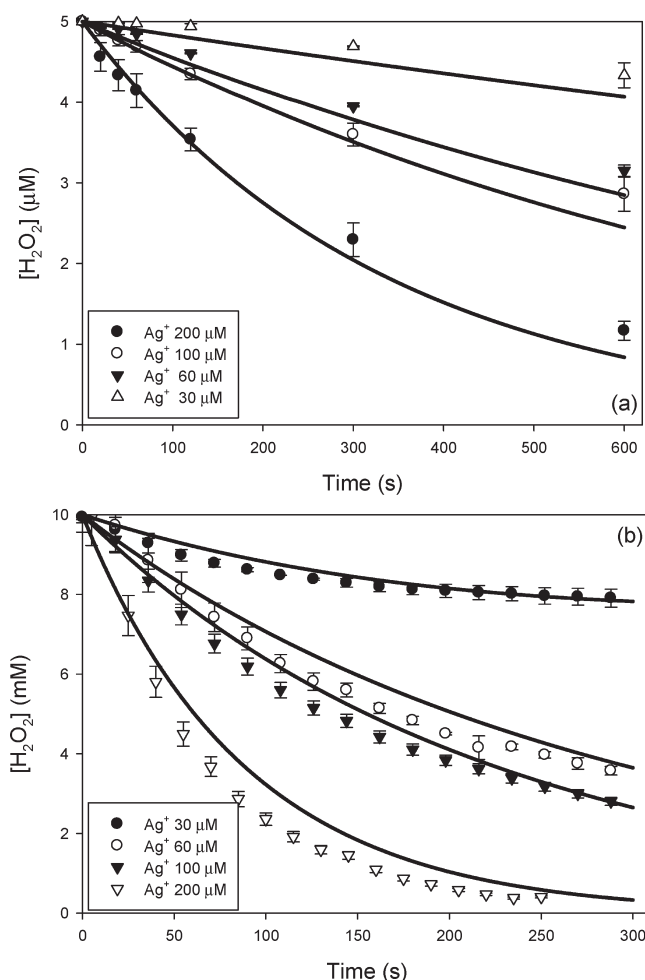 5
4
3
2
1
0
[H₂O₂] (μM)
Ag⁺ 200 μM
Ag⁺ 100 μM
Ag⁺ 60 μM
Ag⁺ 30 μM
(a)
0 100 200 300 400 500 600
Time (s)
10
8
6
4
2
0
[H₂O₂] (mM)
(b)
Ag⁺ 30 μM
Ag⁺ 60 μM
Ag⁺ 100 μM
Ag⁺ 200 μM
0 50 100 150 200 250 300
Time (s)